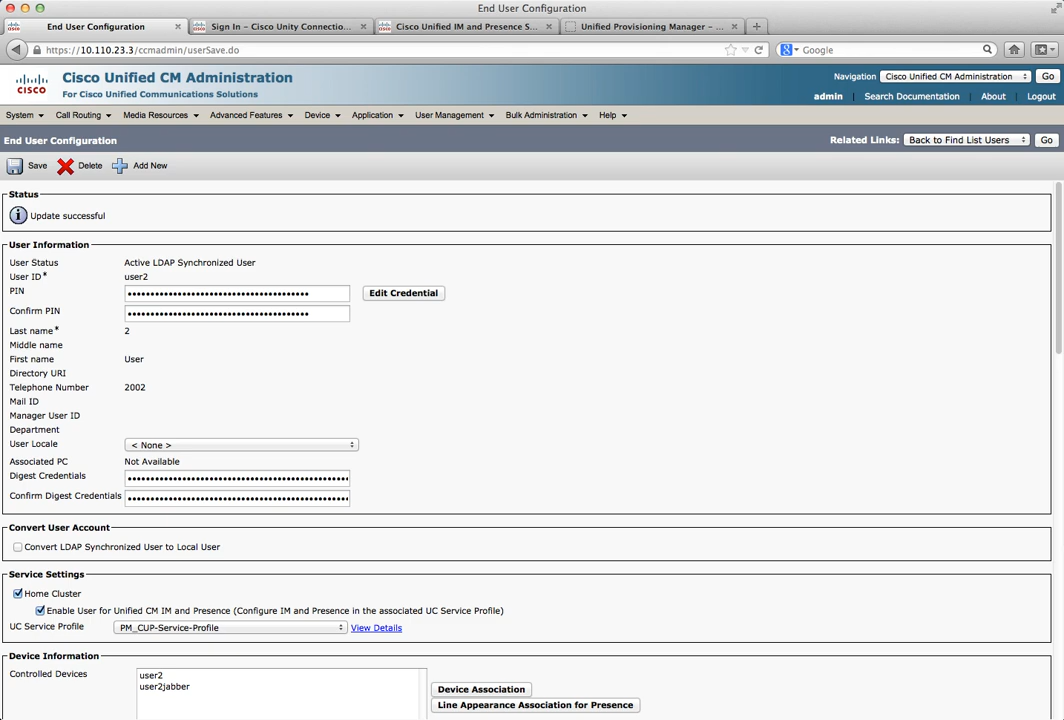 End User Configuration
End User Configuration
Sign In – Cisco Unity Connectio...
Cisco Unified IM and Presence S...
Unified Provisioning Manager – ...
https://10.110.23.3/ccmadmin/userSave.do
Google
cisco
Cisco Unified CM Administration
For Cisco Unified Communications Solutions
Navigation Cisco Unified CM Administration Go
admin | Search Documentation | About | Logout
System Call Routing Media Resources Advanced Features Device Application User Management Bulk Administration Help
End User Configuration
Related Links: Back to Find List Users Go
Save Delete Add New
Status
Update successful
User Information
User Status Active LDAP Synchronized User
User ID* user2
PIN •••••••••••••••••••••••••••••••••••••••• Edit Credential
Confirm PIN ••••••••••••••••••••••••••••••••••••••••
Last name* 2
Middle name
First name User
Directory URI
Telephone Number 2002
Mail ID
Manager User ID
Department
User Locale < None >
Associated PC Not Available
Digest Credentials ••••••••••••••••••••••••••••••••••••••••••••••••
Confirm Digest Credentials ••••••••••••••••••••••••••••••••••••••••••••••••
Convert User Account
Convert LDAP Synchronized User to Local User
Service Settings
Home Cluster
Enable User for Unified CM IM and Presence (Configure IM and Presence in the associated UC Service Profile)
UC Service Profile PM_CUP-Service-Profile View Details
Device Information
Controlled Devices user2
user2jabber
Device Association
Line Appearance Association for Presence